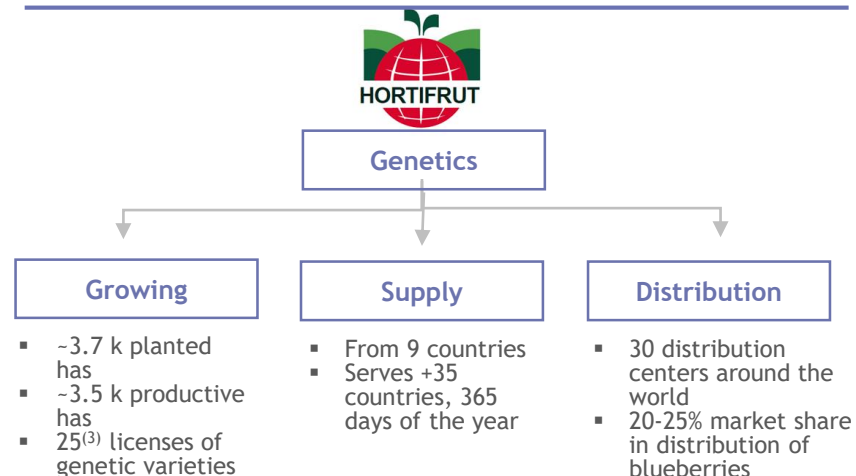 HORTIFRUT
Genetics
Growing
▪ ~3.7 k planted
has
▪ ~3.5 k productive
has
▪ 25(3) licenses of
genetic varieties
Supply
▪ From 9 countries
▪ Serves +35
countries, 365
days of the year
Distribution
▪ 30 distribution
centers around the
world
▪ 20-25% market share
in distribution of
blueberries